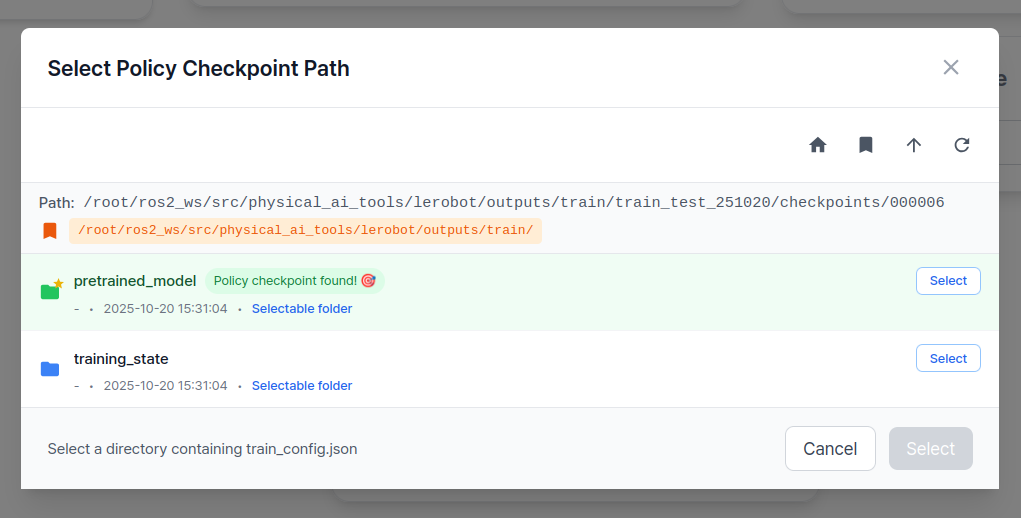 Select Policy Checkpoint Path
Path: /root/ros2_ws/src/physical_ai_tools/lerobot/outputs/train/train_test_251020/checkpoints/000006
/root/ros2_ws/src/physical_ai_tools/lerobot/outputs/train/
pretrained_model Policy checkpoint found! 🎯 Select
- • 2025-10-20 15:31:04 • Selectable folder
training_state Select
- • 2025-10-20 15:31:04 • Selectable folder
Select a directory containing train_config.json Cancel Select